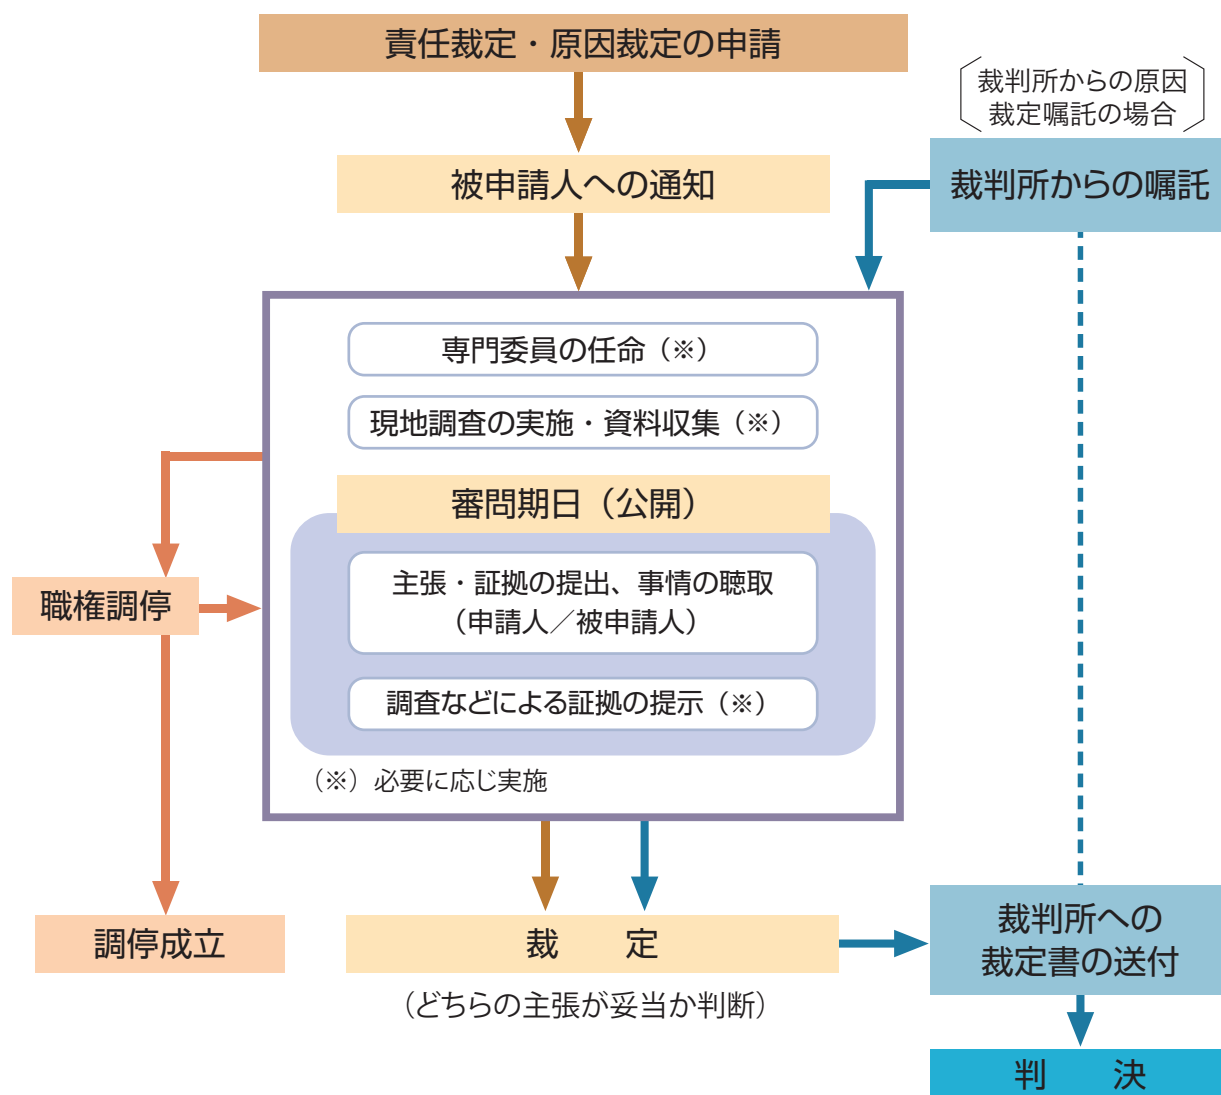 責任裁定・原因裁定の申請
裁判所からの原因
裁定嘱託の場合
被申請人への通知
裁判所からの嘱託
専門委員の任命（※）
現地調査の実施・資料収集（※）
審問期日（公開）
主張・証拠の提出、事情の聴取
（申請人／被申請人）
職権調停
調査などによる証拠の提示（※）
（※）必要に応じ実施
調停成立
裁　定
（どちらの主張が妥当か判断）
裁判所への
裁定書の送付
判　決